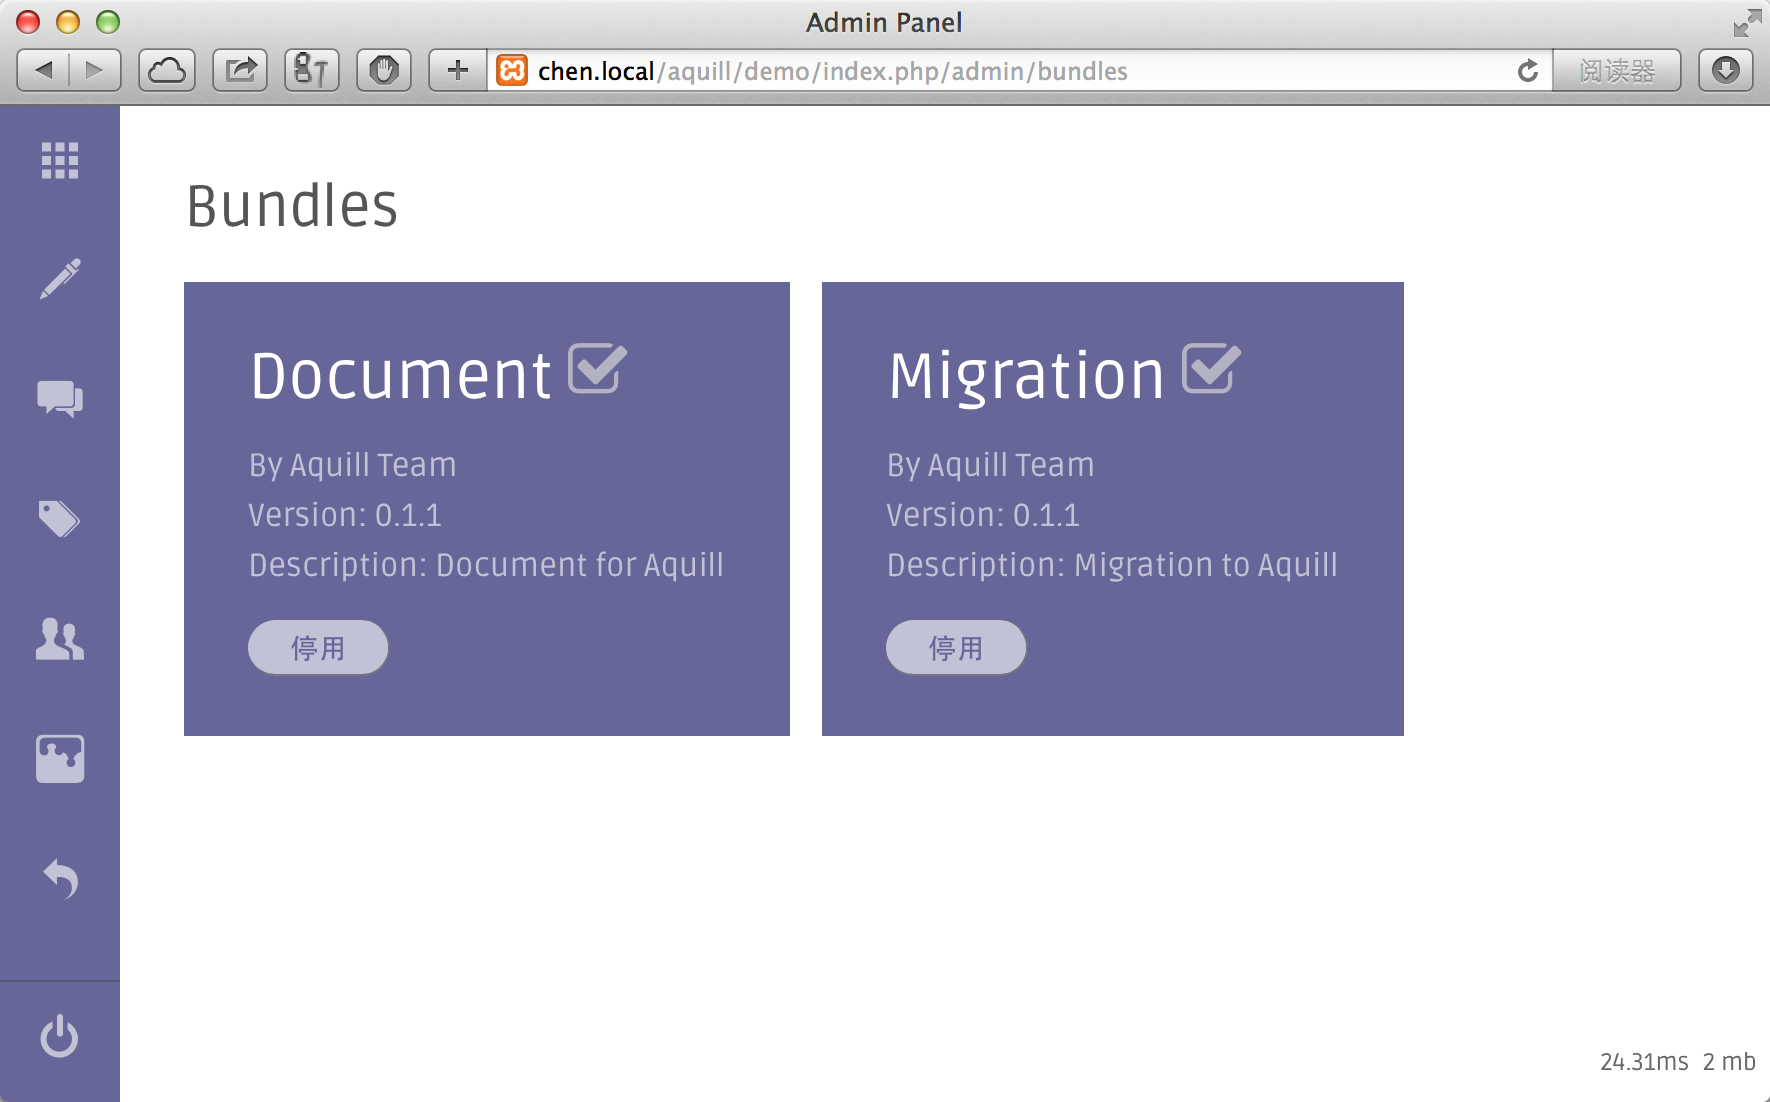 Admin Panel
chen.local/aquill/demo/index.php/admin/bundles
阅读器
Bundles
Document
By Aquill Team
Version: 0.1.1
Description: Document for Aquill
停用
Migration
By Aquill Team
Version: 0.1.1
Description: Migration to Aquill
停用
24.31ms 2 mb